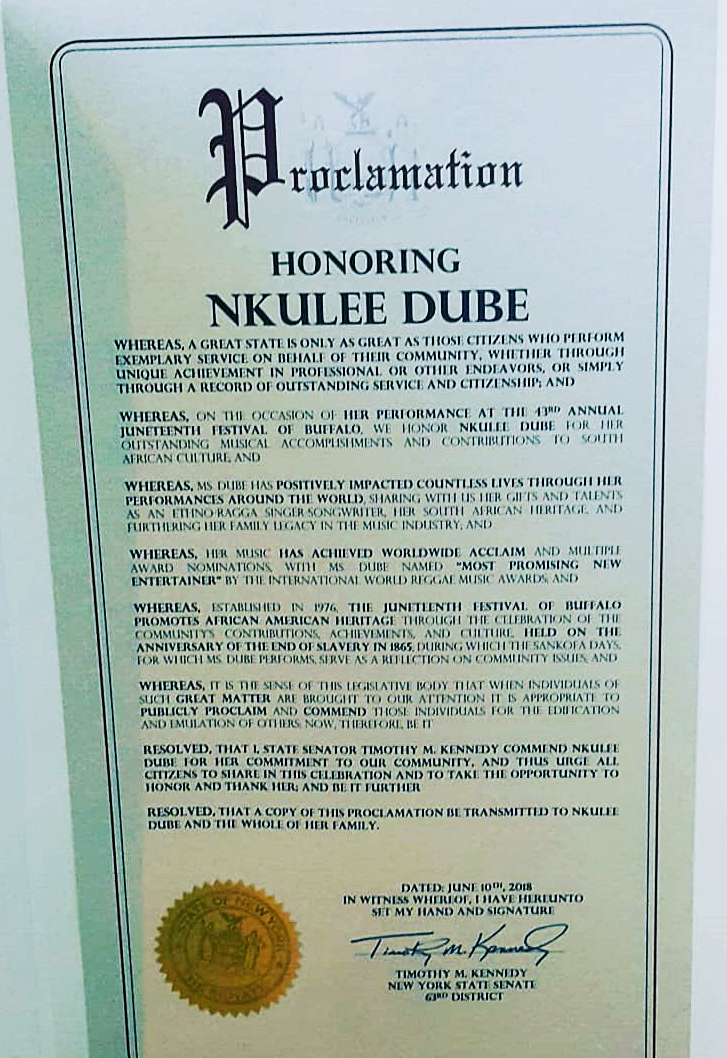 Proclamation
HONORING
NKULEE DUBE
WHEREAS, A GREAT STATE IS ONLY AS GREAT AS THOSE CITIZENS WHO PERFORM
EXEMPLARY SERVICE ON BEHALF OF THEIR COMMUNITY, WHETHER THROUGH
UNIQUE ACHIEVEMENT IN PROFESSIONAL OR OTHER ENDEAVORS, OR SIMPLY
THROUGH A RECORD OF OUTSTANDING SERVICE AND CITIZENSHIP; AND
WHEREAS, ON THE OCCASION OF HER PERFORMANCE AT THE 43RD ANNUAL
JUNETEENTH FESTIVAL OF BUFFALO, WE HONOR NKULEE DUBE FOR HER
OUTSTANDING MUSICAL ACCOMPLISHMENTS AND CONTRIBUTIONS TO SOUTH
AFRICAN CULTURE, AND
WHEREAS, MS. DUBE HAS POSITIVELY IMPACTED COUNTLESS LIVES THROUGH HER
PERFORMANCES AROUND THE WORLD, SHARING WITH US HER GIFTS AND TALENTS
AS AN ETHNO-RAGGA SINGER-SONGWRITER, HER SOUTH AFRICAN HERITAGE, AND
FURTHERING HER FAMILY LEGACY IN THE MUSIC INDUSTRY; AND
WHEREAS, HER MUSIC HAS ACHIEVED WORLDWIDE ACCLAIM AND MULTIPLE
AWARD NOMINATIONS, WITH MS. DUBE NAMED "MOST PROMISING NEW
ENTERTAINER" BY THE INTERNATIONAL WORLD REGGAE MUSIC AWARDS; AND
WHEREAS, ESTABLISHED IN 1976, THE JUNETEENTH FESTIVAL OF BUFFALO
PROMOTES AFRICAN AMERICAN HERITAGE THROUGH THE CELEBRATION OF THE
COMMUNITY'S CONTRIBUTIONS, ACHIEVEMENTS, AND CULTURE, HELD ON THE
ANNIVERSARY OF THE END OF SLAVERY IN 1865, DURING WHICH THE SANKOFA DAYS,
FOR WHICH MS. DUBE PERFORMS, SERVE AS A REFLECTION ON COMMUNITY ISSUES; AND
WHEREAS, IT IS THE SENSE OF THIS LEGISLATIVE BODY THAT WHEN INDIVIDUALS OF
SUCH GREAT MATTER ARE BROUGHT TO OUR ATTENTION IT IS APPROPRIATE TO
PUBLICLY PROCLAIM AND COMMEND THOSE INDIVIDUALS FOR THE EDIFICATION
AND EMULATION OF OTHERS; NOW, THEREFORE, BE IT
RESOLVED, THAT I, STATE SENATOR TIMOTHY M. KENNEDY COMMEND NKULEE
DUBE FOR HER COMMITMENT TO OUR COMMUNITY, AND THUS URGE ALL
CITIZENS TO SHARE IN THIS CELEBRATION AND TO TAKE THE OPPORTUNITY TO
HONOR AND THANK HER; AND BE IT FURTHER
RESOLVED, THAT A COPY OF THIS PROCLAMATION BE TRANSMITTED TO NKULEE
DUBE AND THE WHOLE OF HER FAMILY.
DATED: JUNE 10TH, 2018
IN WITNESS WHEREOF, I HAVE HEREUNTO
SET MY HAND AND SIGNATURE
Timothy M. Kennedy
TIMOTHY M. KENNEDY
NEW YORK STATE SENATE
63RD DISTRICT
STATE OF NEW YORK